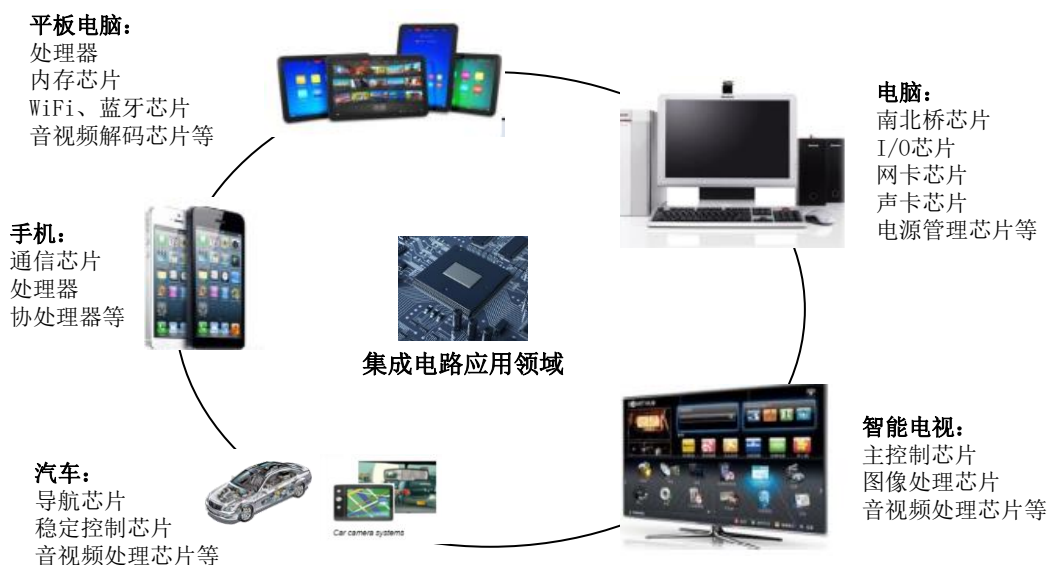 平板电脑：
处理器
内存芯片
WiFi、蓝牙芯片
音视频解码芯片等
电脑：
南北桥芯片
I/O芯片
网卡芯片
声卡芯片
电源管理芯片等
手机：
通信芯片
处理器
协处理器等
集成电路应用领域
智能电视：
主控制芯片
图像处理芯片
音视频处理芯片等
汽车：
导航芯片
稳定控制芯片
音视频处理芯片等
Car camera systems